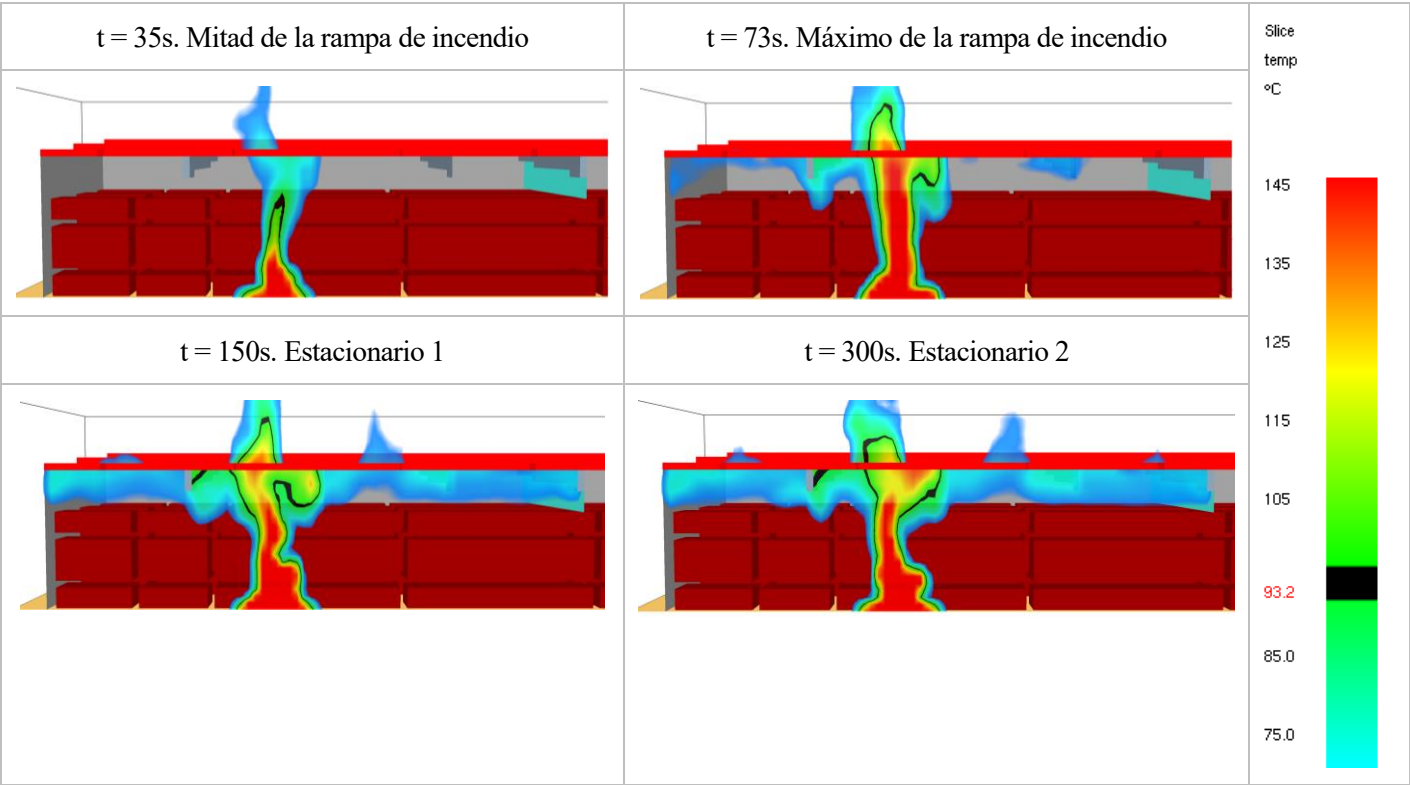 t = 35s. Mitad de la rampa de incendio
t = 73s. Máximo de la rampa de incendio
Slice
temp
ºC
145
135
125
115
105
93.2
85.0
75.0
t = 150s. Estacionario 1
t = 300s. Estacionario 2